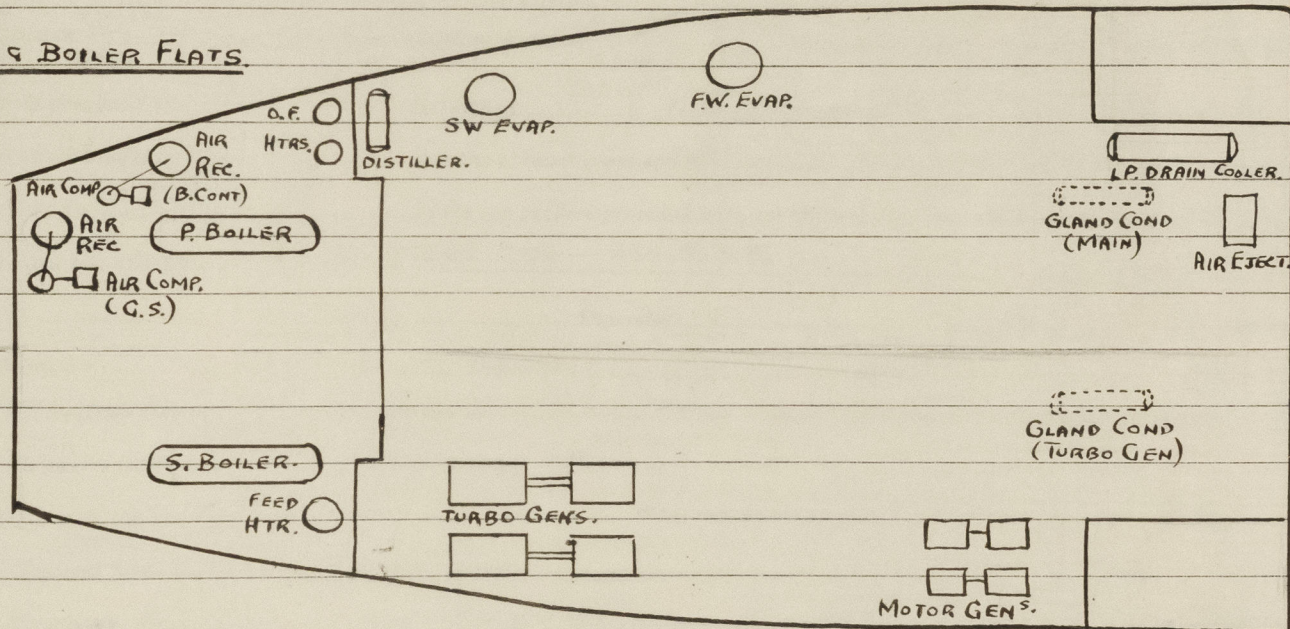 & BOILER FLATS.
O.F.
HTRS.
DISTILLER.
SW EVAP.
F.W. EVAP.
AIR
REC.
AIR COMP
(B.CONT)
AIR
REC
P. BOILER
AIR COMP.
(G.S.)
L.P. DRAIN COOLER.
GLAND COND
(MAIN)
AIR EJECT.
GLAND COND
(TURBO GEN)
S. BOILER.
FEED
HTR.
TURBO GENS.
MOTOR GENS.